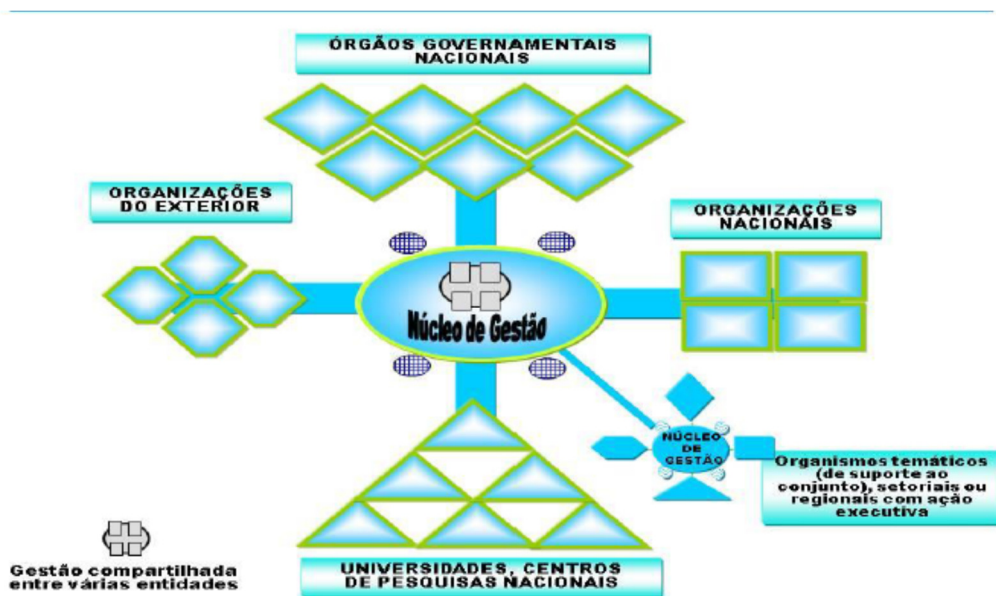 ÓRGÃOS GOVERNAMENTAIS
NACIONAIS
ORGANIZAÇÕES
DO EXTERIOR
ORGANIZAÇÕES
NACIONAIS
Núcleo de Gestão
NÚCLEO
DE
GESTÃO
Organismos temáticos
(de suporte ao
conjunto), setoriais ou
regionais com ação
executiva
Gestão compartilhada
entre várias entidades
UNIVERSIDADES, CENTROS
DE PESQUISAS NACIONAIS